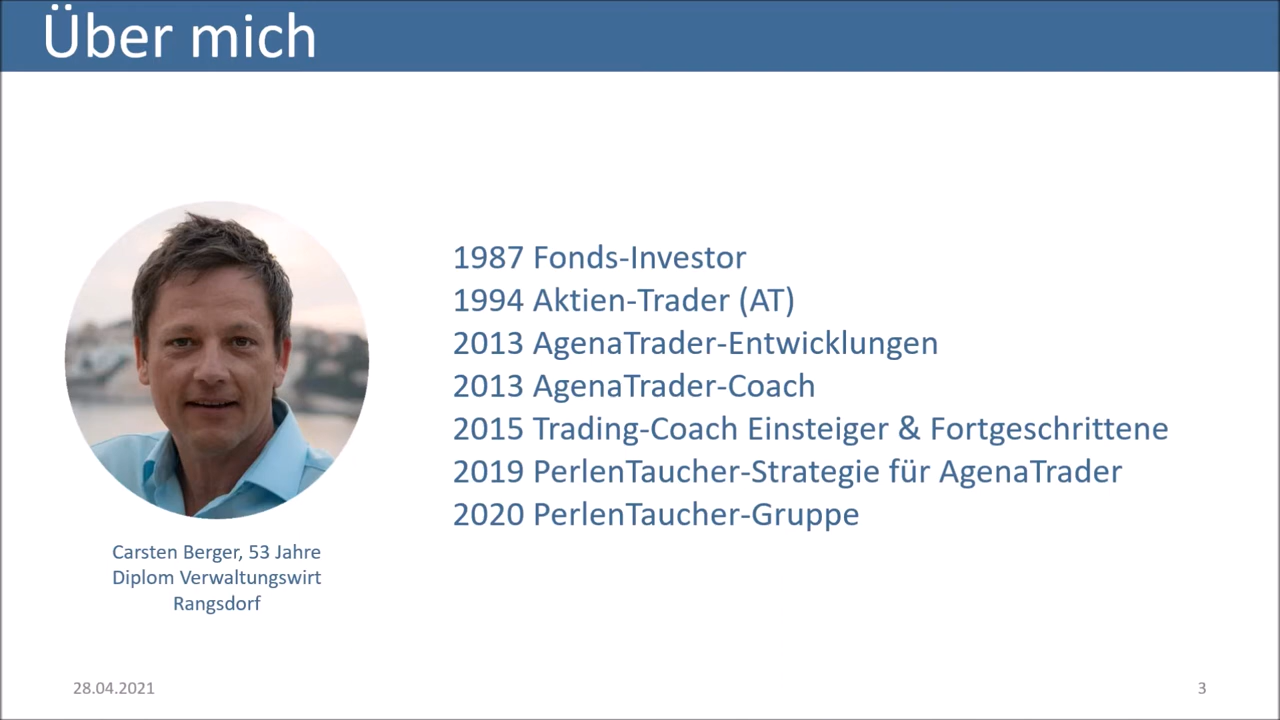 Über mich
1987 Fonds-Investor
1994 Aktien-Trader (AT)
2013 AgenaTrader-Entwicklungen
2013 AgenaTrader-Coach
2015 Trading-Coach Einsteiger & Fortgeschrittene
2019 PerlenTaucher-Strategie für AgenaTrader
2020 PerlenTaucher-Gruppe
Carsten Berger, 53 Jahre
Diplom Verwaltungswirt
Rangsdorf
28.04.2021
3